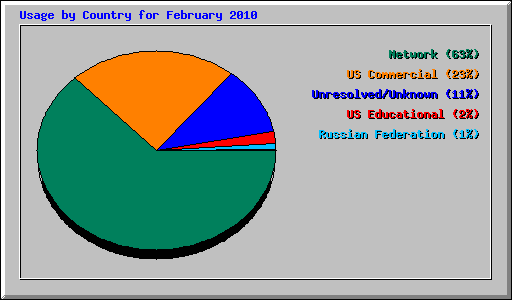 Usage by Country for February 2010
Network (63%)
US Commercial (23%)
Unresolved/Unknown (11%)
US Educational (2%)
Russian Federation (1%)